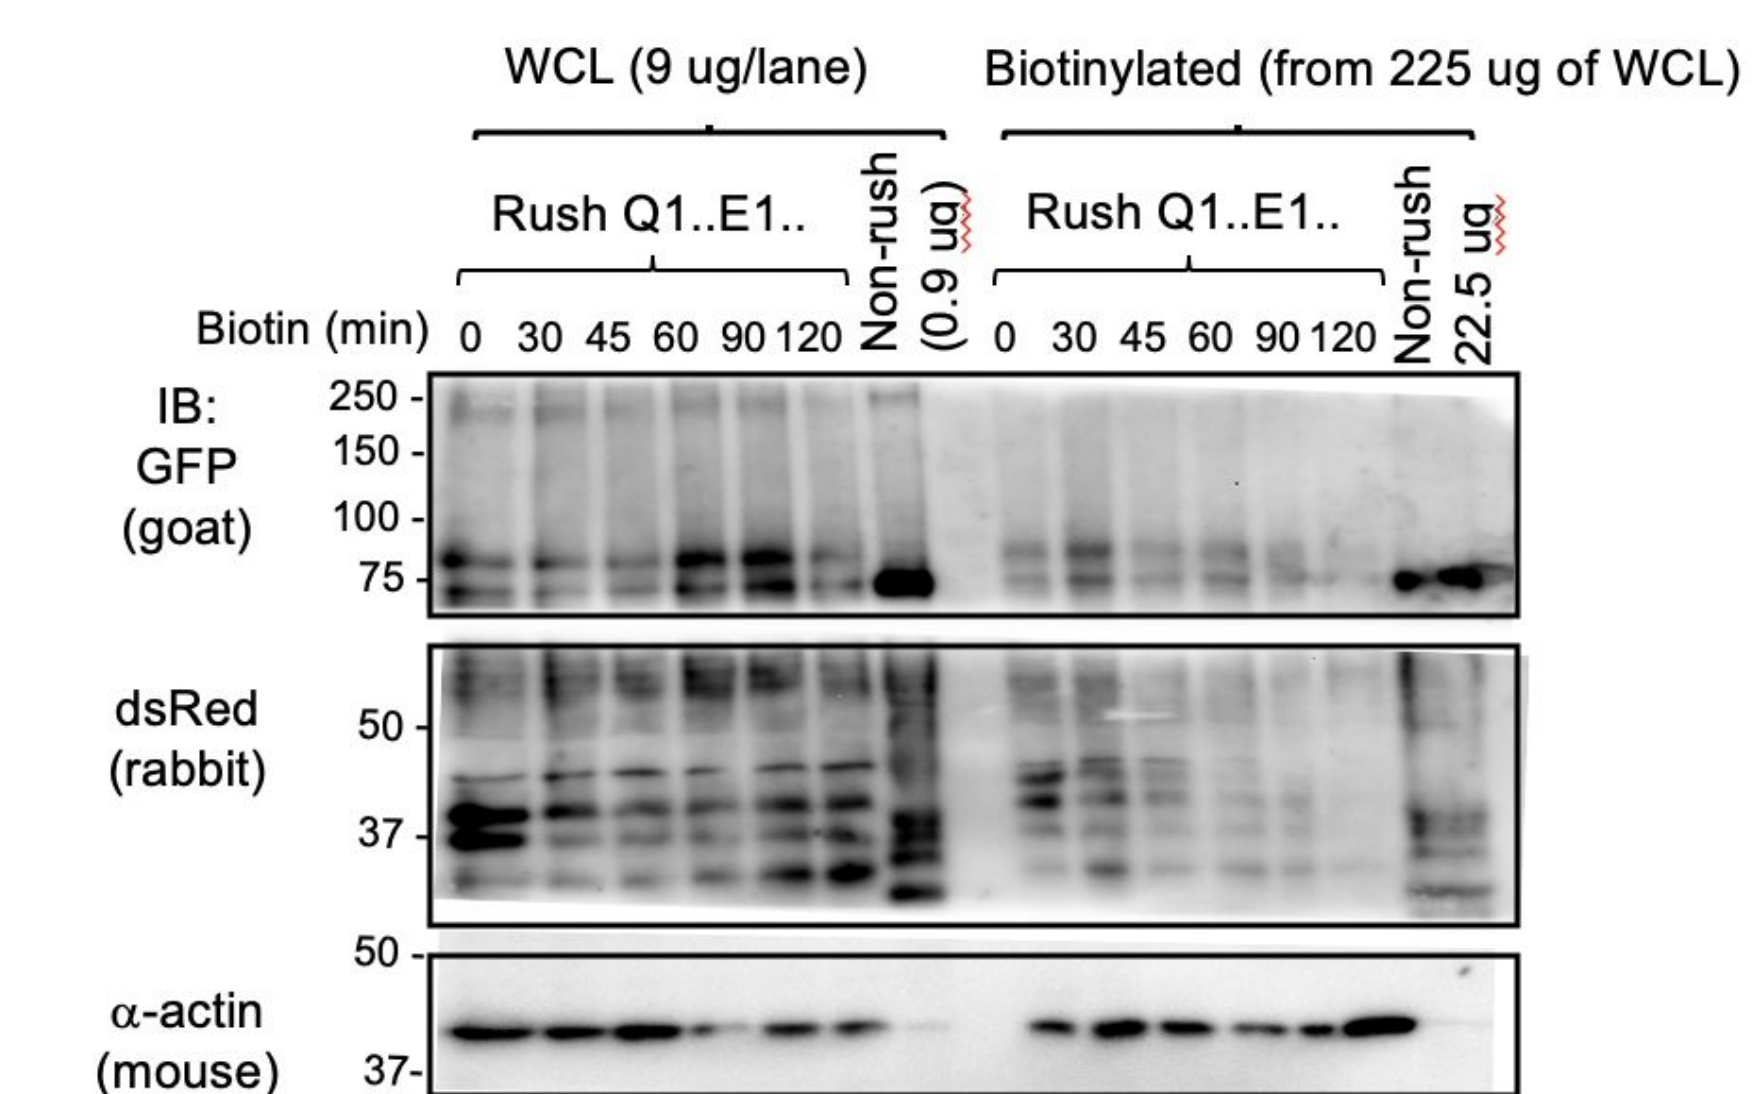 WCL (9 ug/lane)
Biotinylated (from 225 ug of WCL)
Rush Q1..E1..
Non-rush
(0.9 ug)
Rush Q1..E1..
Non-rush
22.5 ug
Biotin (min) 0 30 45 60 90 120
0 30 45 60 90 120
IB:
GFP
(goat)
250 -
150 -
100 -
75 -
dsRed
(rabbit)
50 -
37 -
α-actin
(mouse)
50 -
37-